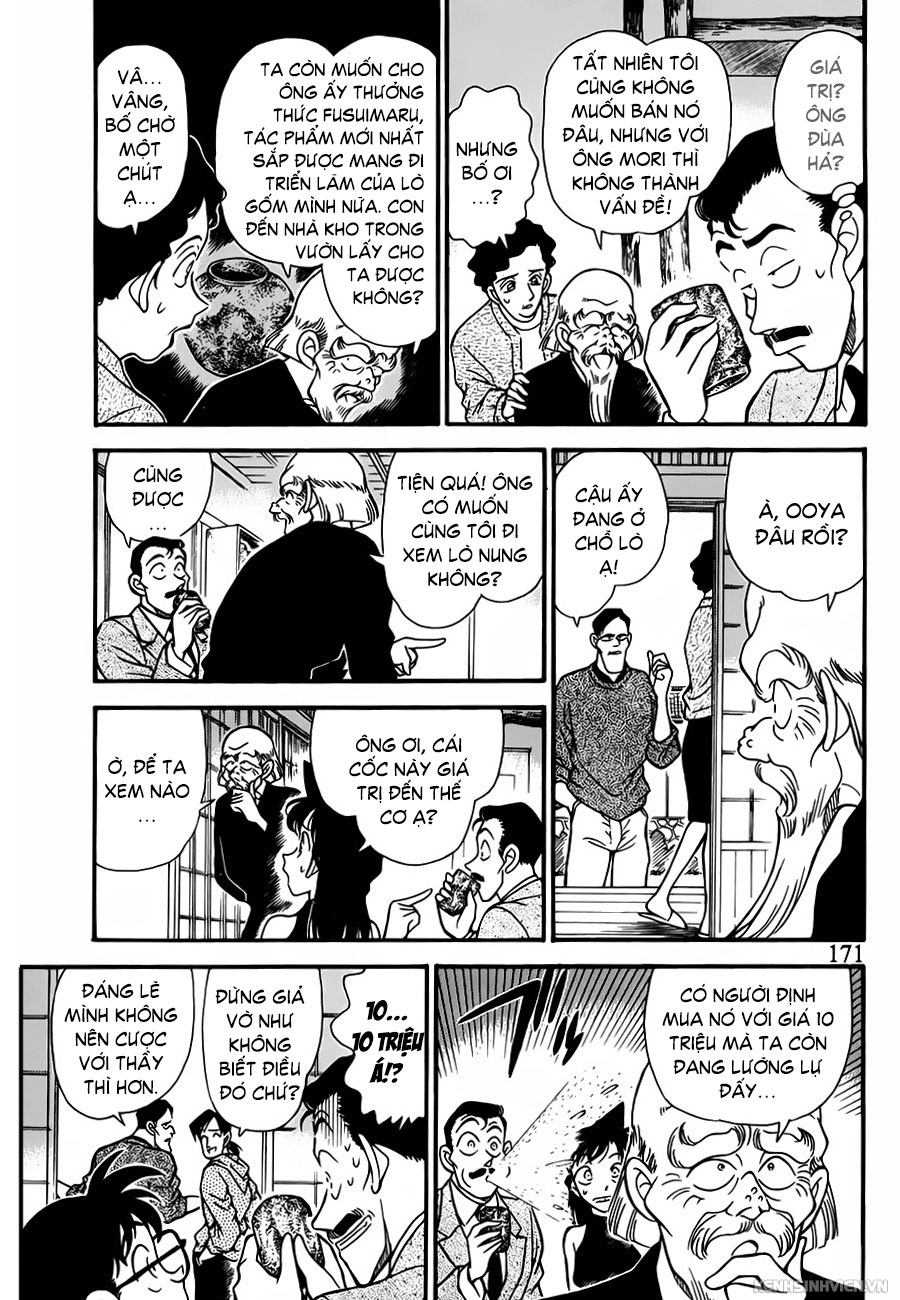 GIÁ
TRỊ? ÔNG
ĐÙA
HẢ?
TẤT NHIÊN TÔI
CŨNG KHÔNG
MUỐN BÁN NÓ
ĐÂU, NHƯNG VỚI
ÔNG MORI THÌ
KHÔNG THÀNH
VẤN ĐỀ!
NHƯNG
BỐ ƠI
...?
TA CÒN MUỐN CHO
ÔNG ẤY THƯỞNG
THỨC FUSUIMARU,
TÁC PHẨM MỚI NHẤT
SẮP ĐƯỢC MANG ĐI
TRIỂN LÃM CỦA LÒ
GỐM MÌNH NỮA. CON
ĐẾN NHÀ KHO TRONG
VƯỜN LẤY CHO
TA ĐƯỢC
KHÔNG?
VÂ...
VÂNG,
BỐ CHỜ
MỘT
CHÚT
Ạ...
À, OOYA
ĐÂU RỒI?
CẬU ẤY
ĐANG Ở
CHỖ LÒ
Ạ!
TIỆN QUÁ! ÔNG
CÓ MUỐN
CÙNG TÔI ĐI
XEM LÒ NUNG
KHÔNG?
CŨNG
ĐƯỢC
...
ÔNG ƠI, CÁI
CỐC NÀY GIÁ
TRỊ ĐẾN THẾ
CƠ Ạ?
Ờ, ĐỂ TA
XEM NÀO
...
171
CÓ NGƯỜI ĐỊNH
MUA NÓ VỚI GIÁ 10
TRIỆU MÀ TA CÒN
ĐANG LƯỠNG LỰ
ĐẤY...
10...
10 TRIỆU
Á!?
ĐỪNG GIẢ
VỜ NHƯ
KHÔNG
BIẾT ĐIỀU
ĐÓ CHỨ?
ĐÁNG LẼ
MÌNH KHÔNG
NÊN CƯỢC
VỚI THẦY
THÌ HƠN.
KENHSINHVIEN.VN